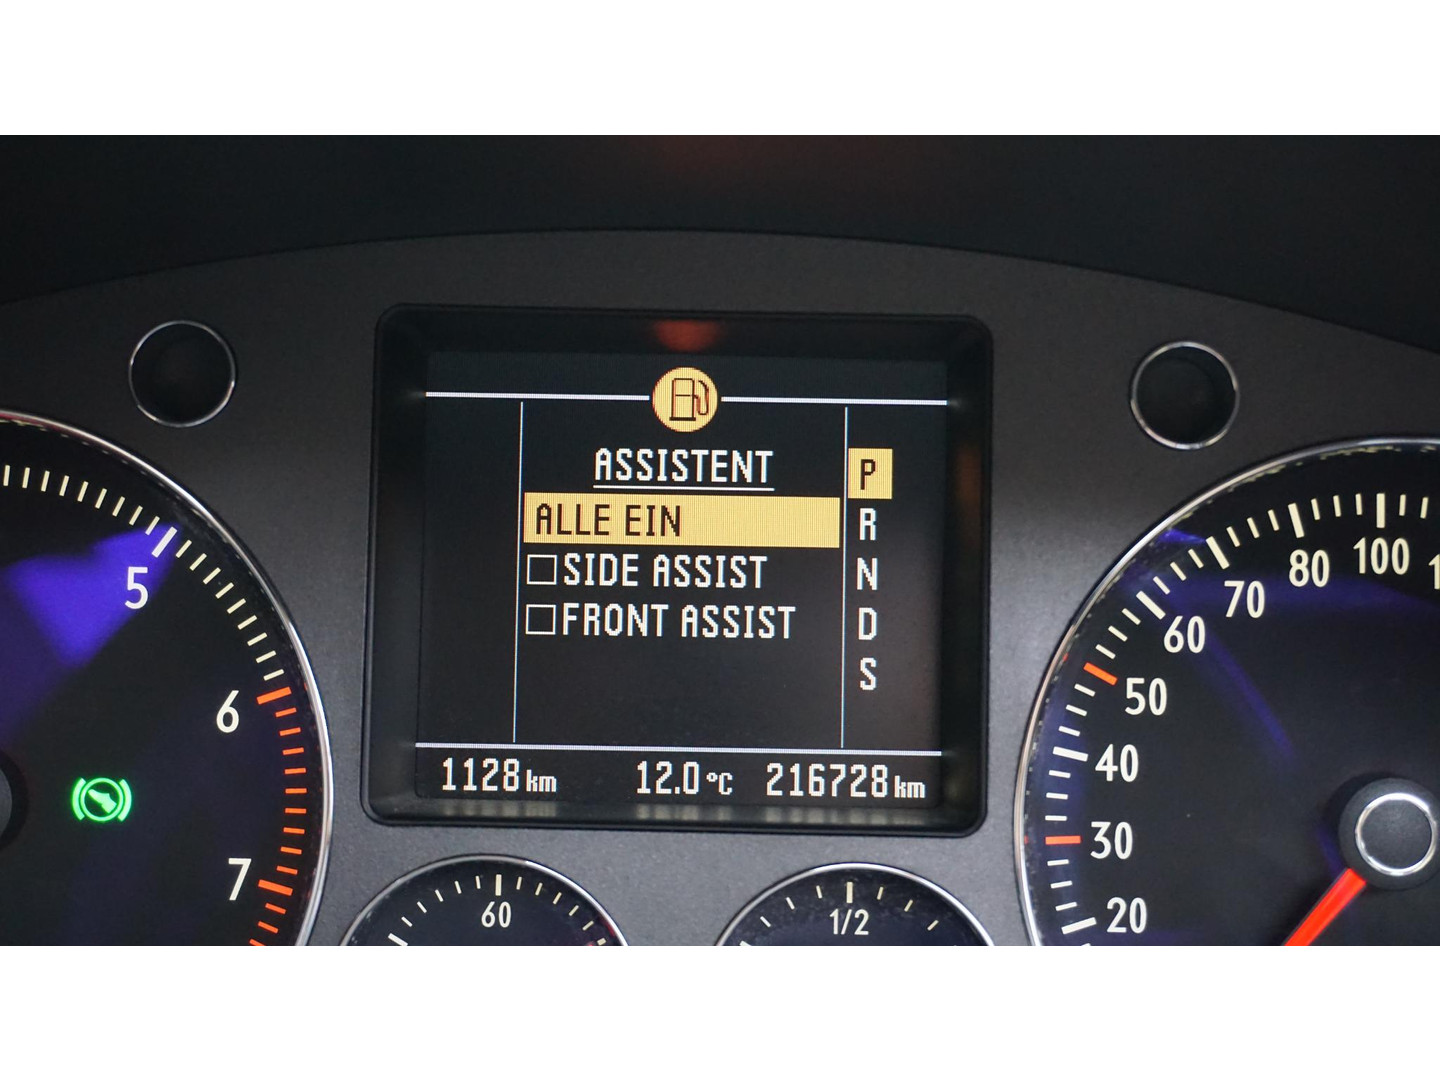 ASSISTENT
ALLE EIN
SIDE ASSIST
FRONT ASSIST
P
R
N
D
S
1128 km 12.0 °C 216728 km
5
6
7
60
1/2
20
30
40
50
60
70
80
100